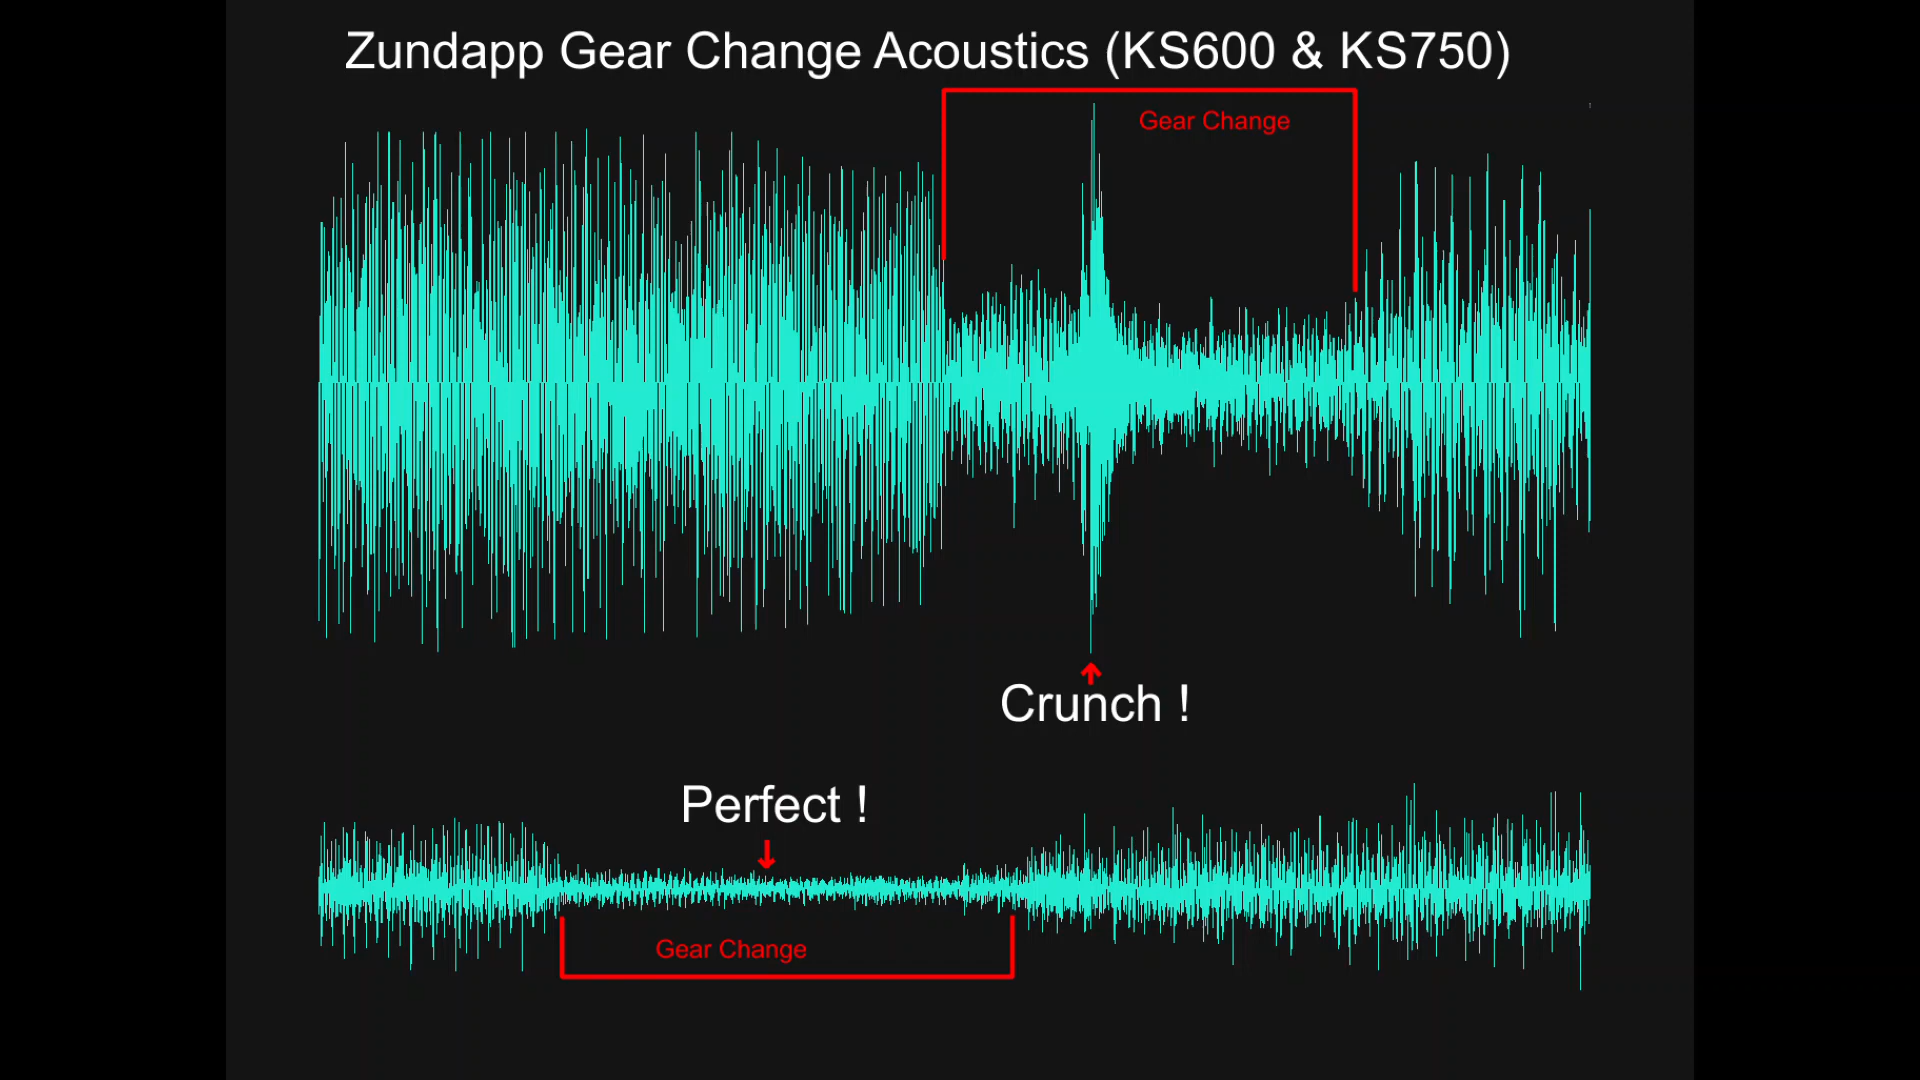 Zundapp Gear Change Acoustics (KS600 & KS750)
Gear Change
Crunch !
Perfect !
Gear Change